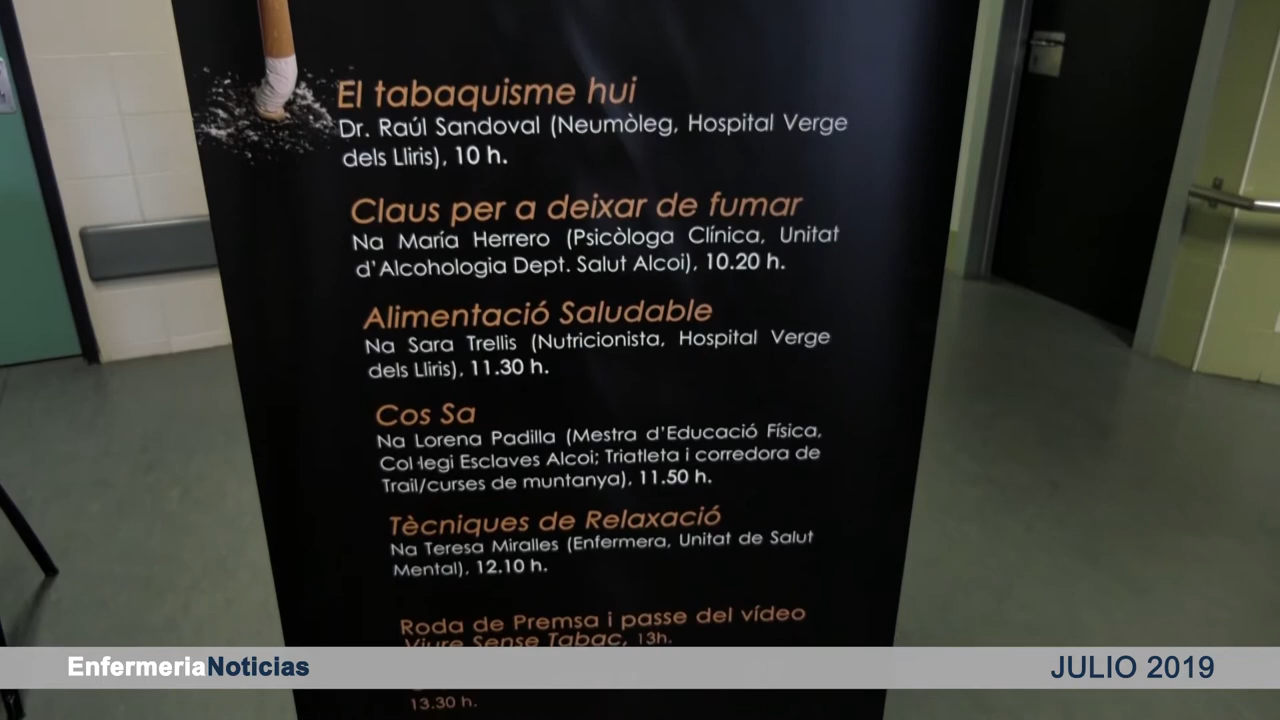 El tabaquisme hui
Dr. Raúl Sandoval (Neumòleg, Hospital Verge
dels Lliris), 10 h.
Claus per a deixar de fumar
Na María Herrero (Psicòloga Clínica, Unitat
d'Alcohologia Dept. Salut Alcoi), 10.20 h.
Alimentació Saludable
Na Sara Trellis (Nutricionista, Hospital Verge
dels Lliris), 11.30 h.
Cos Sa
Na Lorena Padilla (Mestra d'Educació Física,
Col·legi Esclaves Alcoi; Triatleta i corredora de
Trail/curses de muntanya), 11.50 h.
Tècniques de Relaxació
Na Teresa Miralles (Enfermera, Unitat de Salut
Mental), 12.10 h.
Roda de Premsa i passe del vídeo
Viure Sense Tabac, 13h.
EnfermeriaNoticias
JULIO 2019
13.30 h.